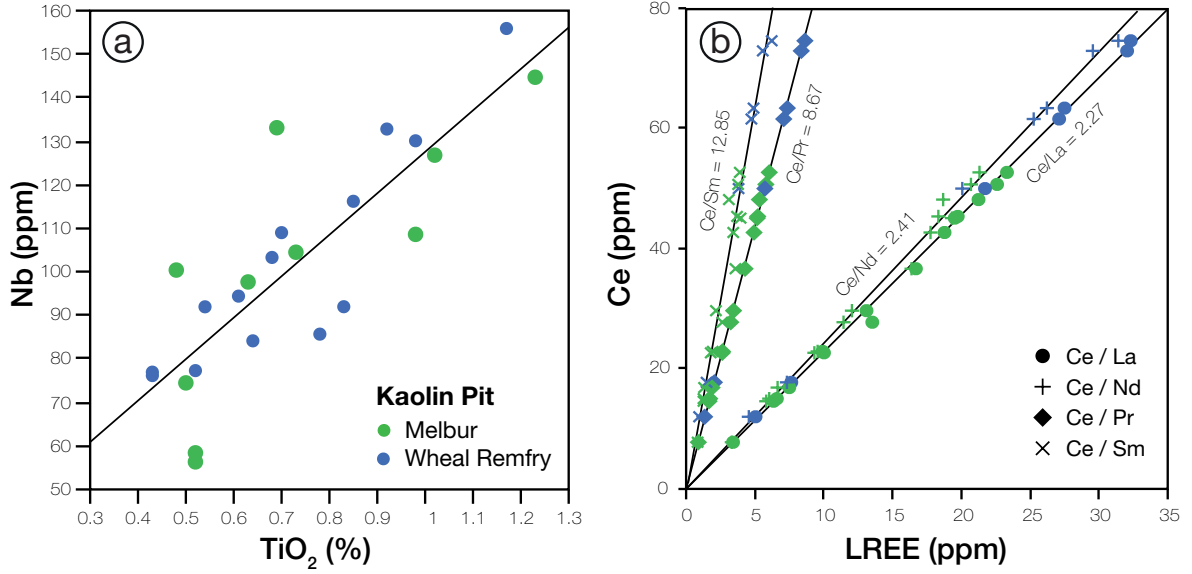 a
160
150
140
130
120
110
100
90
80
70
60
50
Nb (ppm)
0.3 0.4 0.5 0.6 0.7 0.8 0.9 1 1.1 1.2 1.3
TiO₂ (%)
Kaolin Pit
Melbur
Wheal Remfry
b
80
60
40
20
0
Ce (ppm)
0 5 10 15 20 25 30 35
LREE (ppm)
Ce/Sm = 12.85
Ce/Pr = 8.67
Ce/Nd = 2.41
Ce/La = 2.27
Ce / La
Ce / Nd
Ce / Pr
Ce / Sm